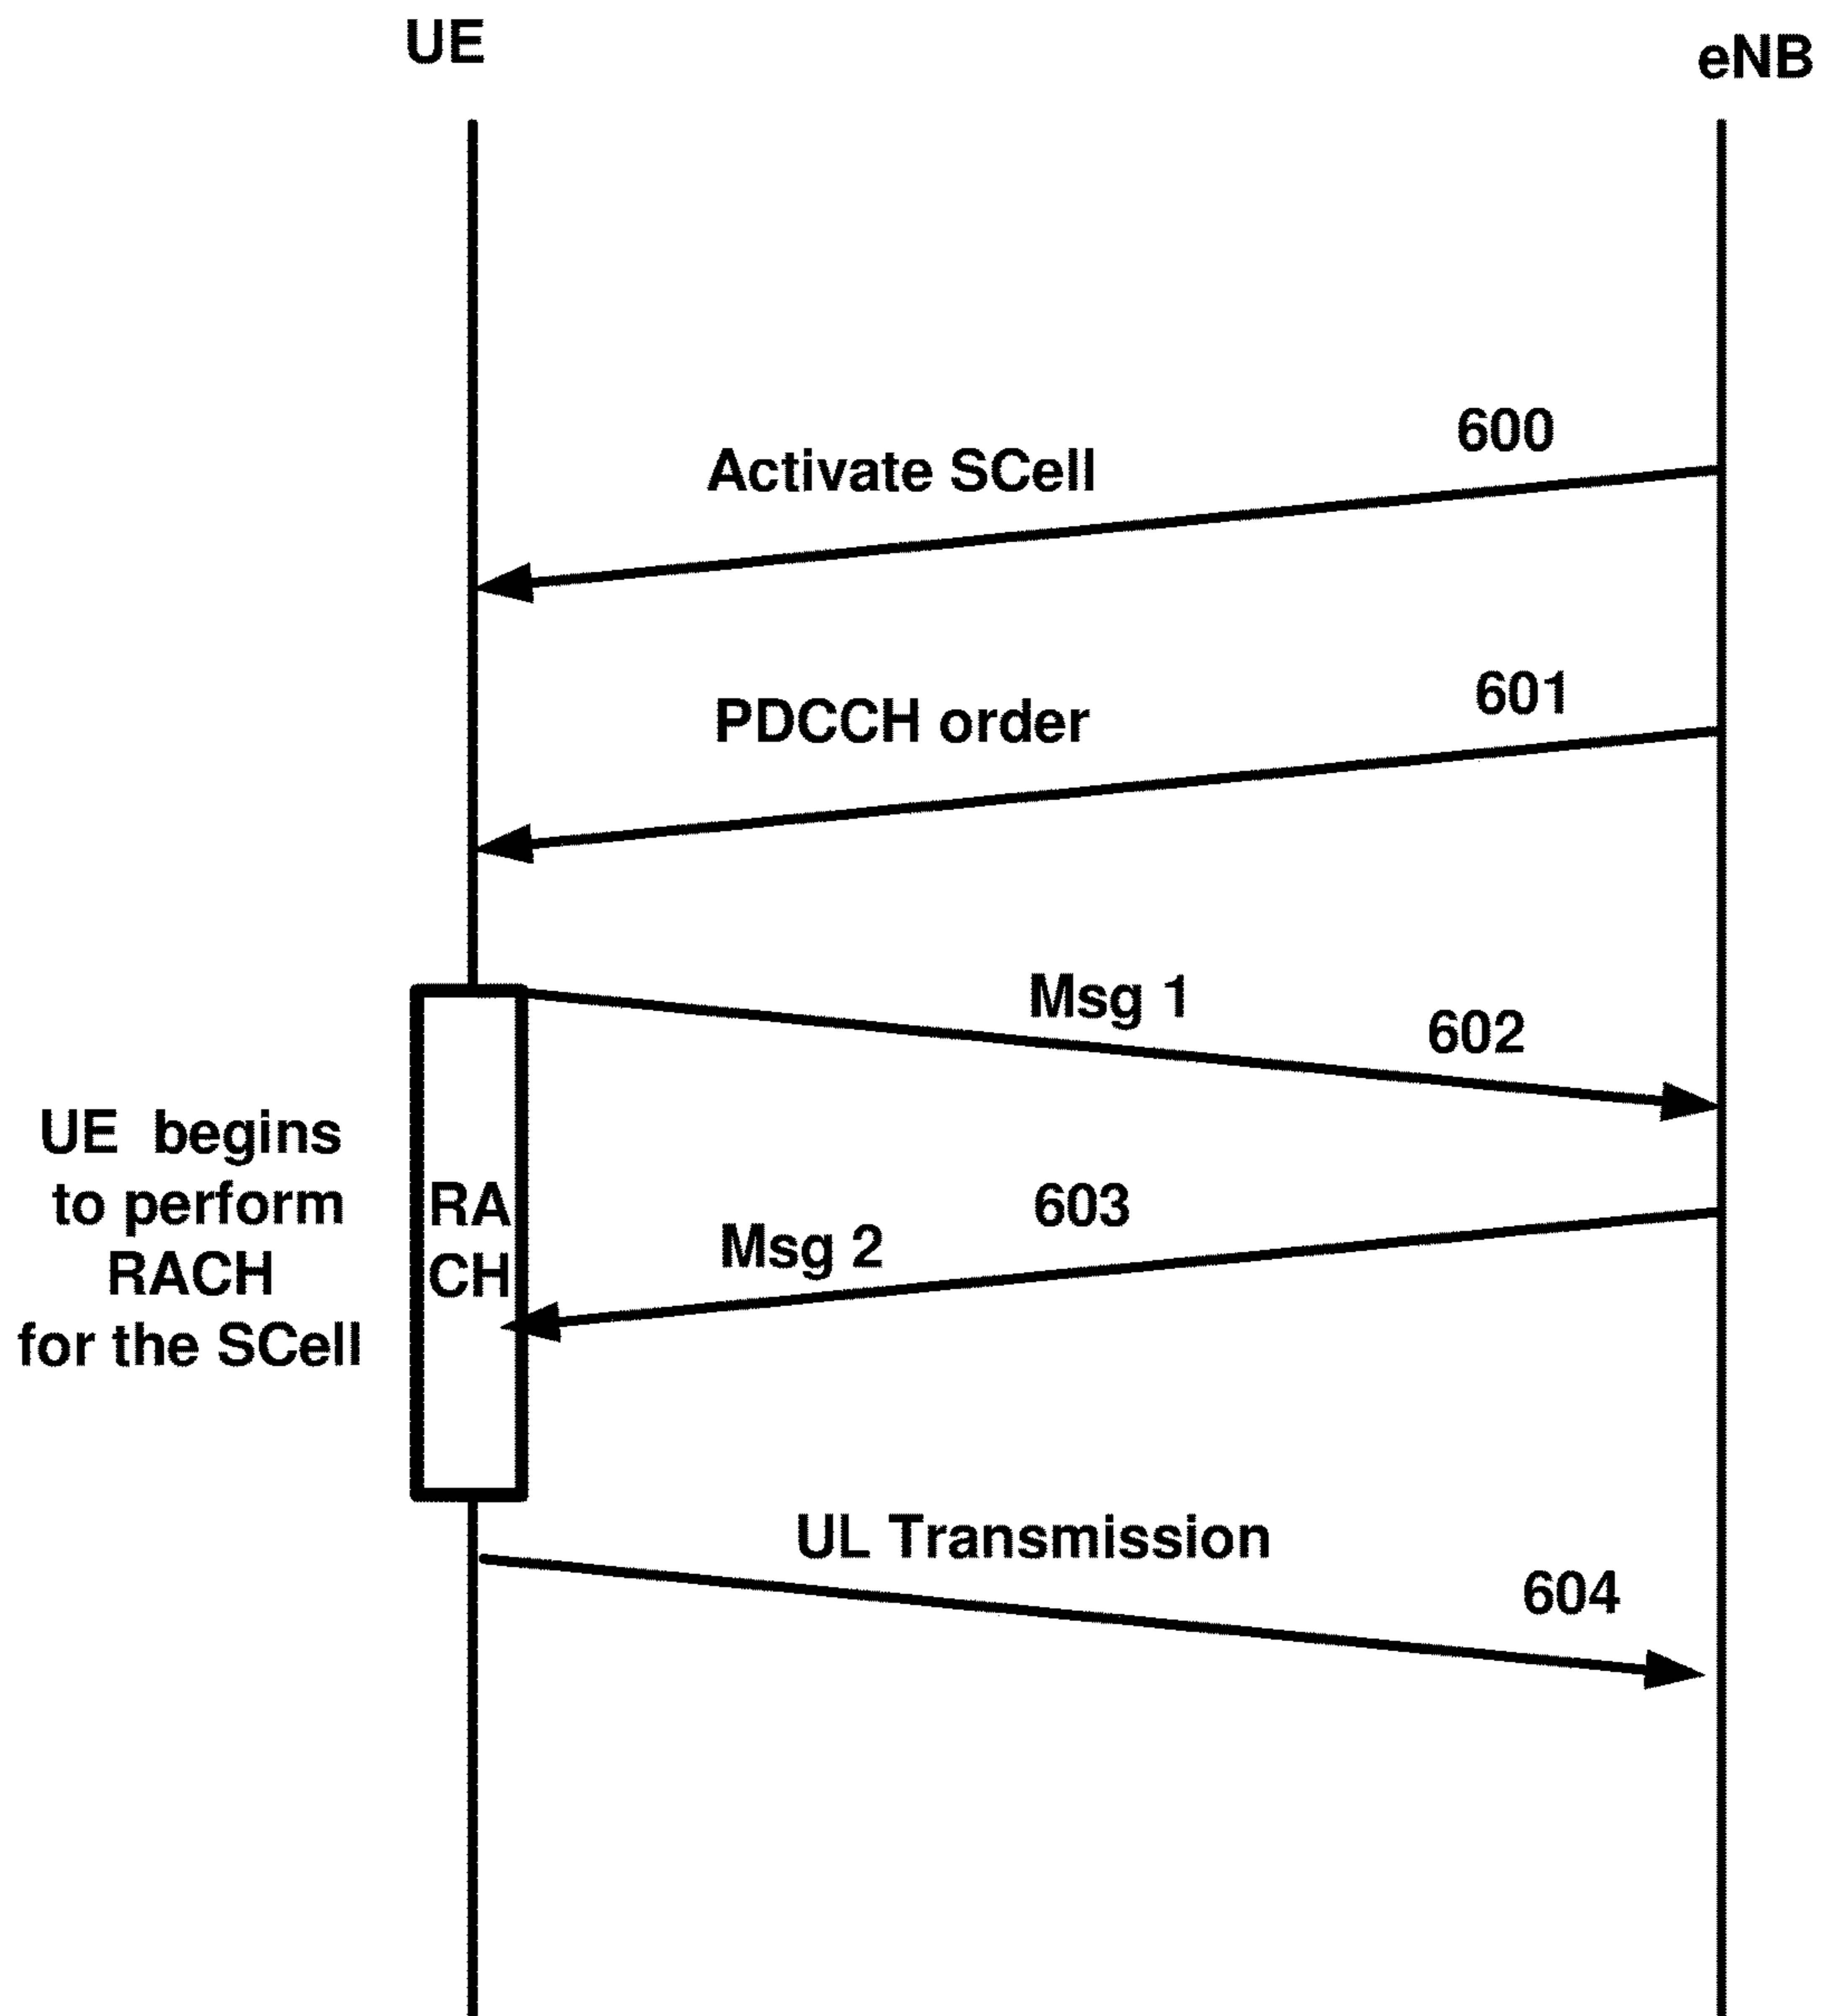 UE
eNB
600
Activate SCell
601
PDCCH order
Msg 1
602
UE begins
to perform
RACH
for the SCell
RA
CH
603
Msg 2
UL Transmission
604